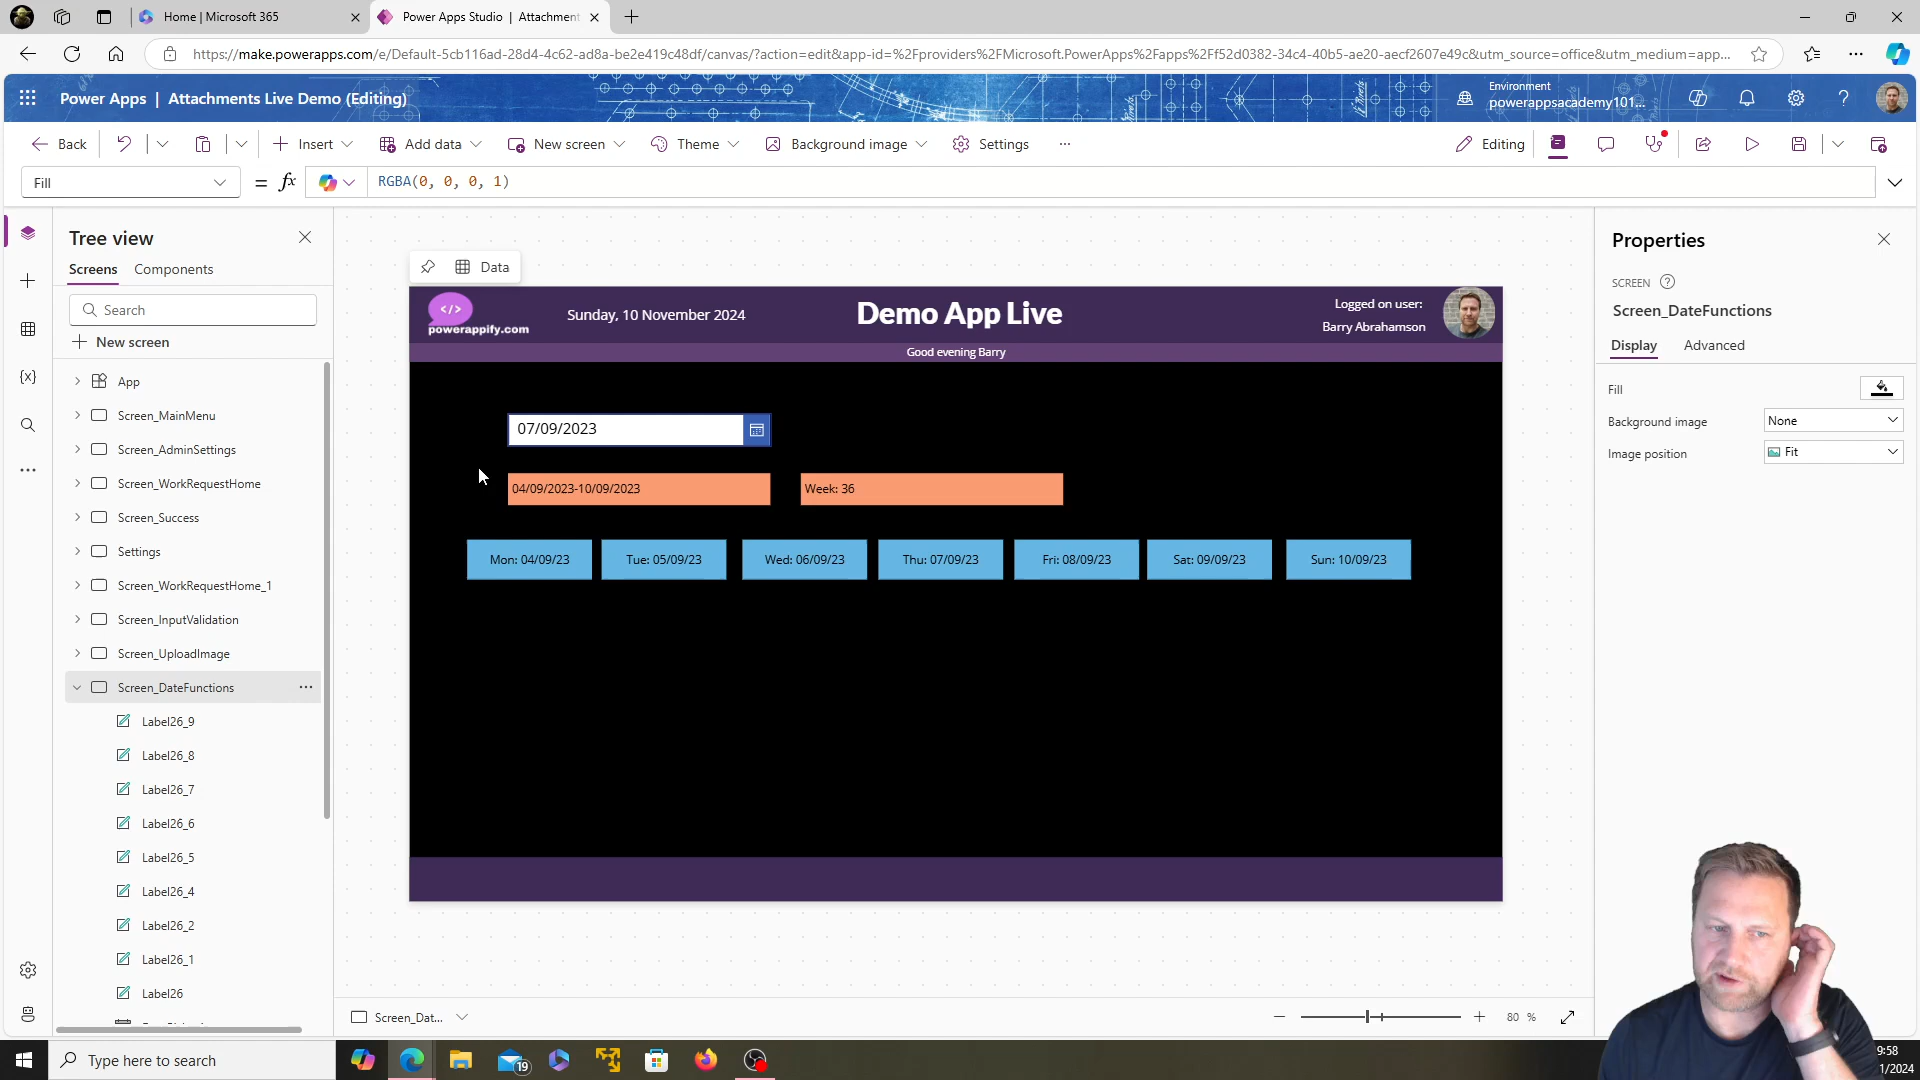 Home | Microsoft 365
Power Apps Studio | Attachment
https://make.powerapps.com/e/Default-5cb116ad-28d4-4c62-ad8a-be2e419c48df/canvas/?action=edit&app-id=%2Fproviders%2FMicrosoft.PowerApps%2Fapps%2Ff52d0382-34c4-40b5-ae20-aecf2607e49c&utm_source=office&utm_medium=app...
Power Apps | Attachments Live Demo (Editing)
Environment
powerappsacademy101...
Back
Insert
Add data
New screen
Theme
Background image
Settings
Editing
Fill
= fx
RGBA(0, 0, 0, 1)
Tree view
Screens
Components
Search
New screen
App
Screen_MainMenu
Screen_AdminSettings
Screen_WorkRequestHome
Screen_Success
Settings
Screen_WorkRequestHome_1
Screen_InputValidation
Screen_UploadImage
Screen_DateFunctions
Label26_9
Label26_8
Label26_7
Label26_6
Label26_5
Label26_4
Label26_2
Label26_1
Label26
Data
</>
powerappify.com
Sunday, 10 November 2024
Demo App Live
Logged on user:
Barry Abrahamson
Good evening Barry
07/09/2023
04/09/2023-10/09/2023
Week: 36
Mon: 04/09/23
Tue: 05/09/23
Wed: 06/09/23
Thu: 07/09/23
Fri: 08/09/23
Sat: 09/09/23
Sun: 10/09/23
Screen_Dat...
80 %
Properties
SCREEN
Screen_DateFunctions
Display
Advanced
Fill
Background image
None
Image position
Fit
Type here to search
19
9:58
1/2024